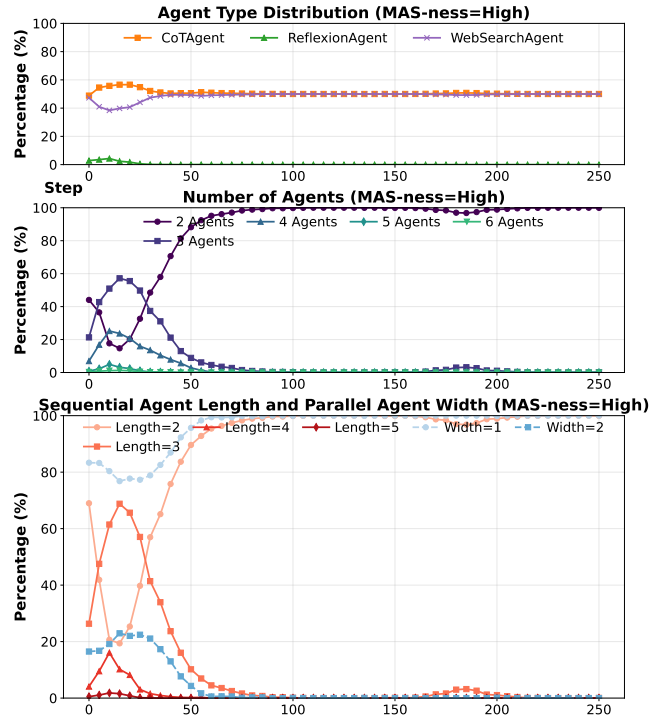 Agent Type Distribution (MAS-ness=High)
Percentage (%)
100
80
60
40
20
0
CoTAgent ReflexionAgent WebSearchAgent
0 50 100 150 200 250
Step
Number of Agents (MAS-ness=High)
Percentage (%)
100
80
60
40
20
0
2 Agents 4 Agents 5 Agents 6 Agents
3 Agents
0 50 100 150 200 250
Sequential Agent Length and Parallel Agent Width (MAS-ness=High)
Percentage (%)
100
80
60
40
20
0
Length=2 Length=4 Length=5 Width=1 Width=2
Length=3
0 50 100 150 200 250